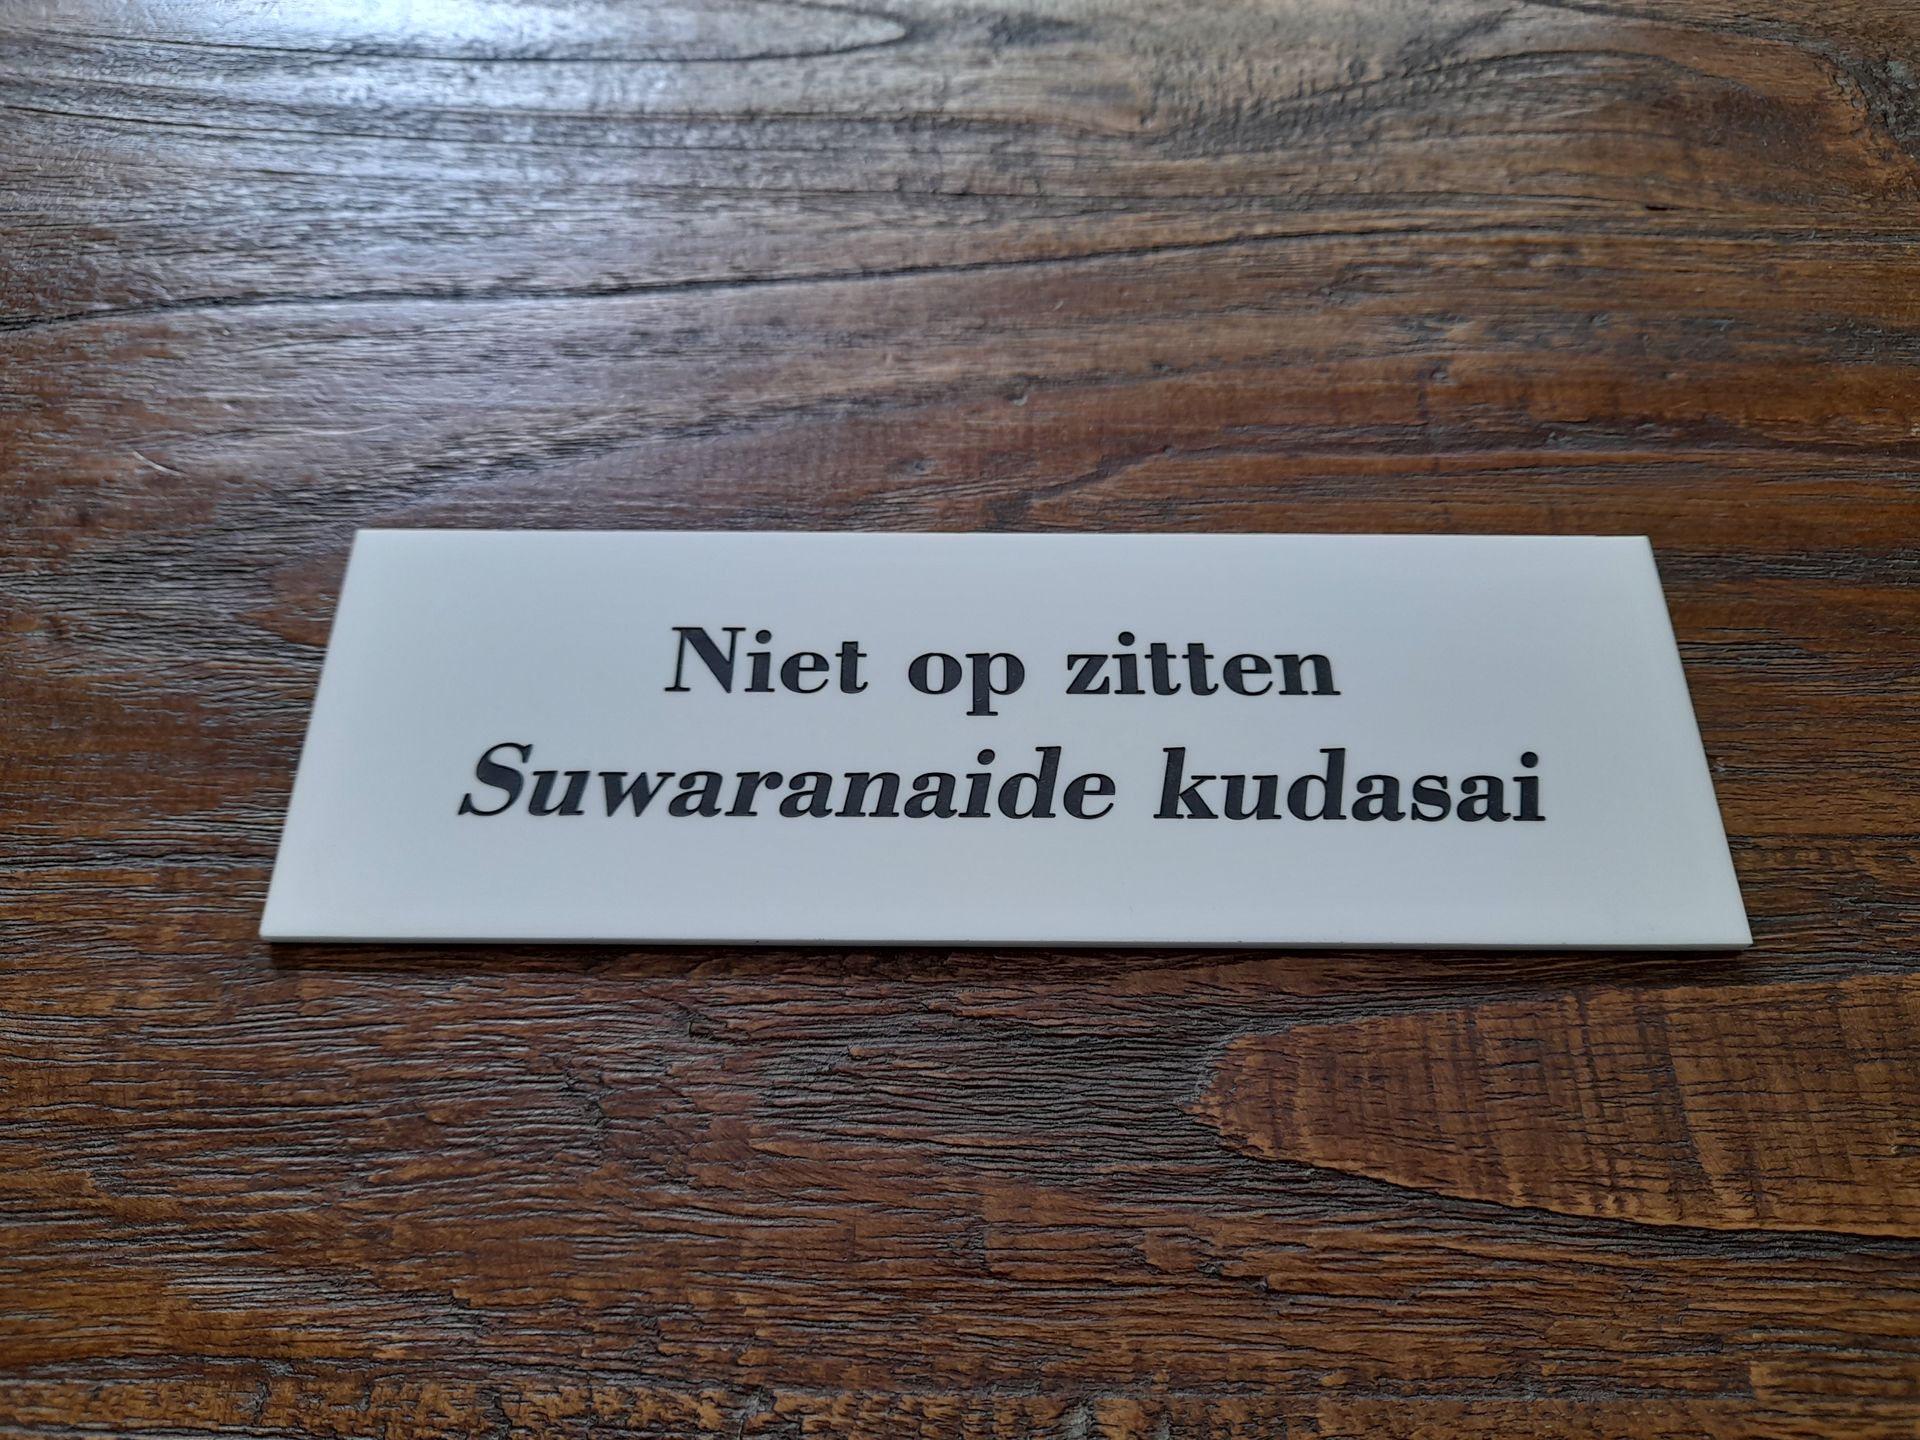 Niet op zitten
Suwaranaide kudasai